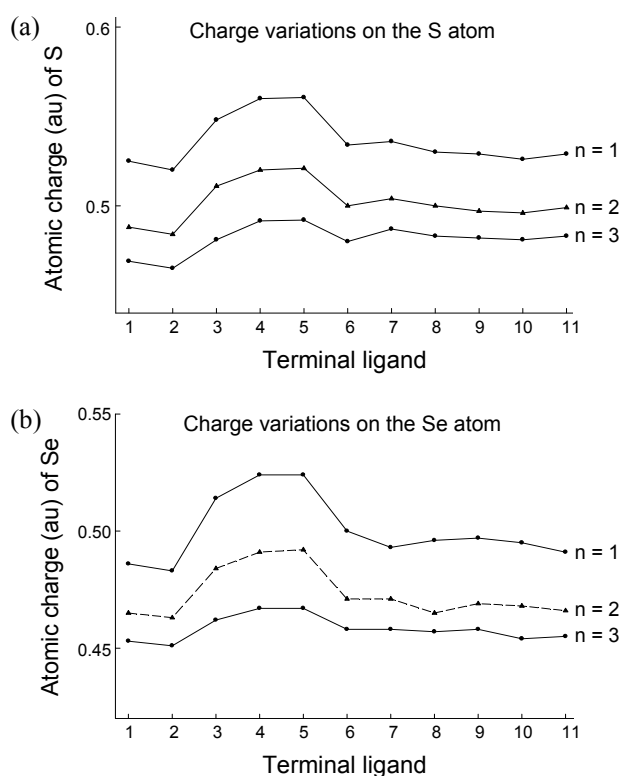 (a)
Charge variations on the S atom
Atomic charge (au) of S
0.6
0.5
n = 1
n = 2
n = 3
1 2 3 4 5 6 7 8 9 10 11
Terminal ligand
(b)
Charge variations on the Se atom
Atomic charge (au) of Se
0.55
0.50
0.45
n = 1
n = 2
n = 3
1 2 3 4 5 6 7 8 9 10 11
Terminal ligand